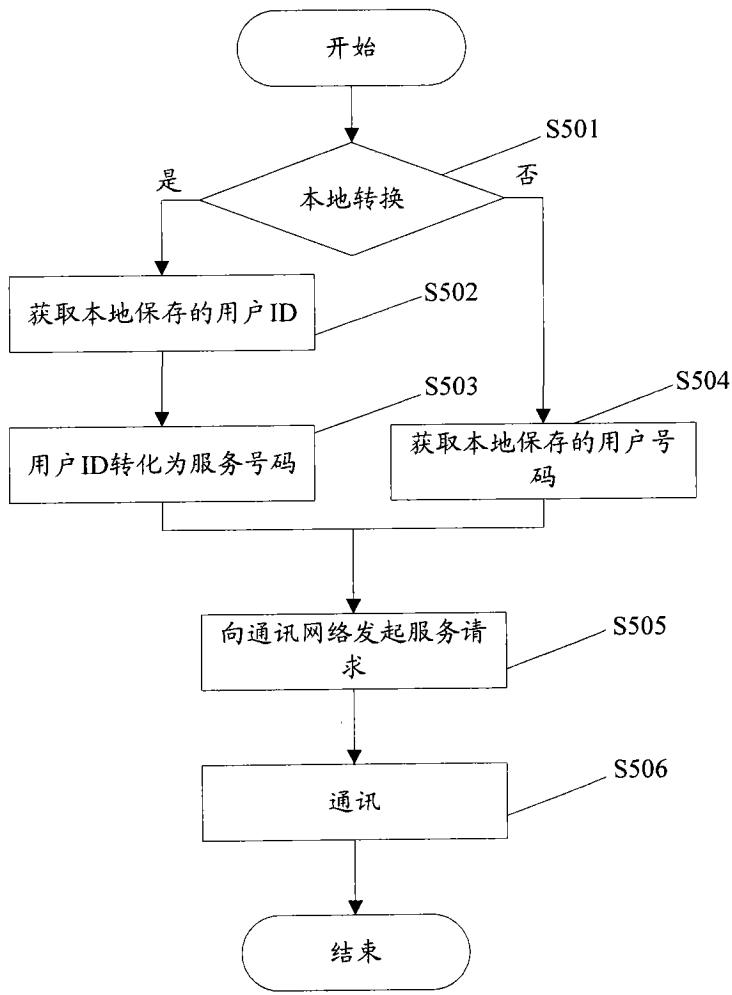 开始
S501
是
否
本地转换
S502
获取本地保存的用户ID
S503
S504
用户ID转化为服务号码
获取本地保存的用户号
码
向通讯网络发起服务请
求
S505
S506
通讯
结束